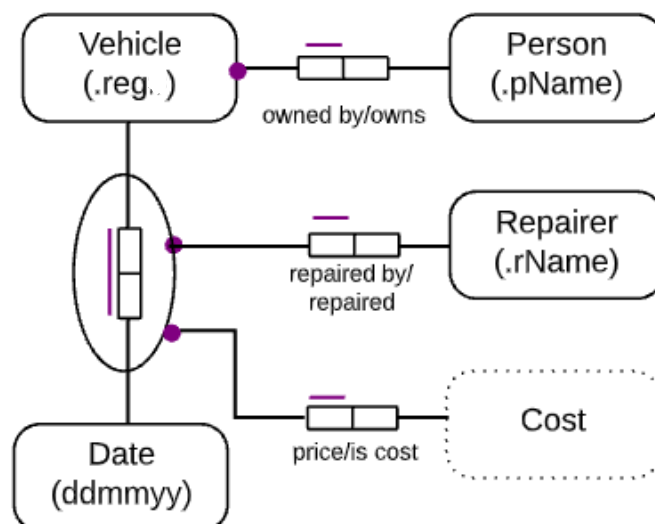 Vehicle
(.reg..)
Person
(.pName)
owned by/owns
Repairer
(.rName)
repaired by/
repaired
Cost
price/is cost
Date
(ddmmyy)